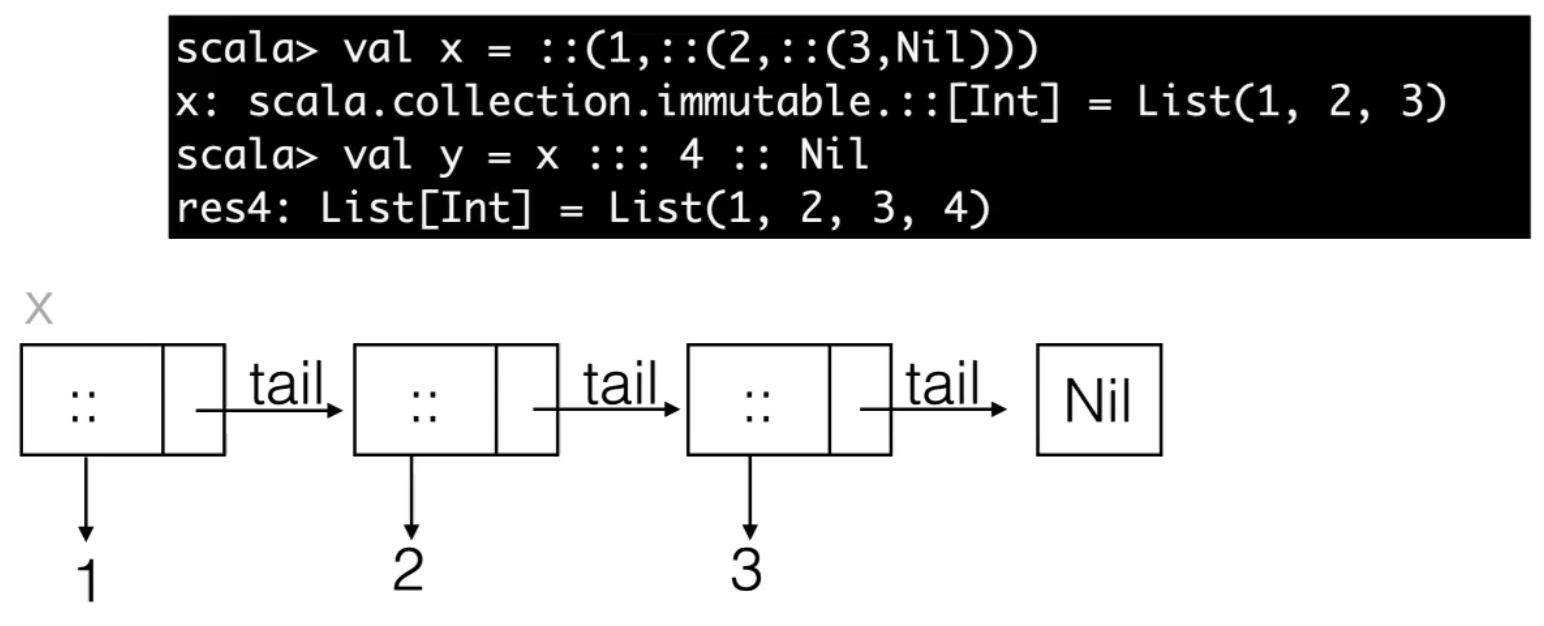 scala> val x = ::(1,::(2,::(3,Nil)))
x: scala.collection.immutable.::[Int] = List(1, 2, 3)
scala> val y = x ::: 4 :: Nil
res4: List[Int] = List(1, 2, 3, 4)
X
:: tail :: tail :: tail Nil
1 2 3